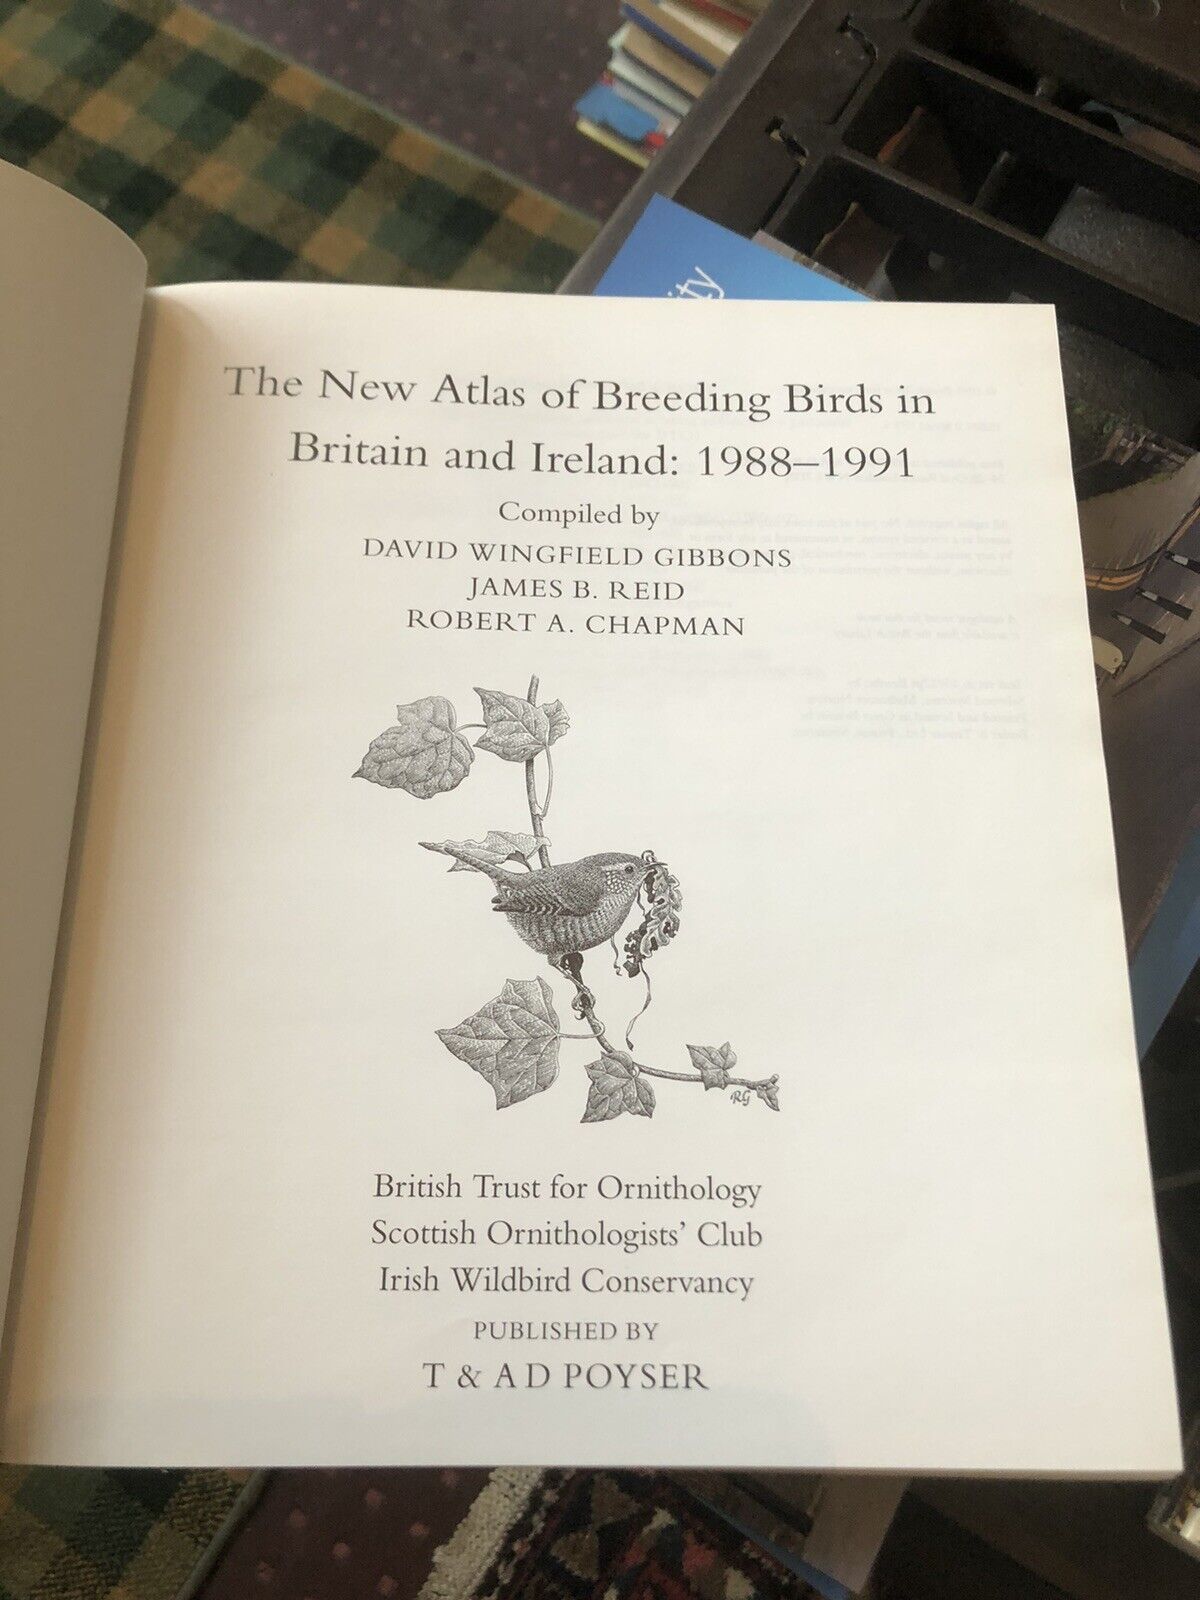 ity
The New Atlas of Breeding Birds in
Britain and Ireland: 1988–1991
Compiled by
DAVID WINGFIELD GIBBONS
JAMES B. REID
ROBERT A. CHAPMAN
RG
British Trust for Ornithology
Scottish Ornithologists' Club
Irish Wildbird Conservancy
PUBLISHED BY
T & A D POYSER